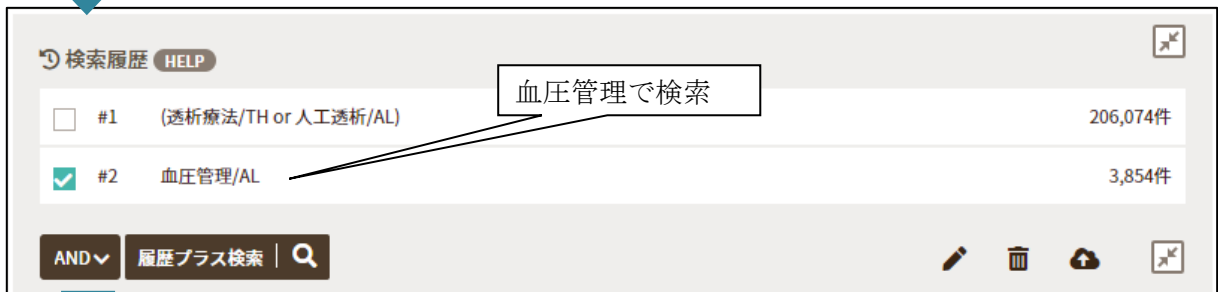 検索履歴 HELP
血圧管理で検索
#1 (透析療法/TH or 人工透析/AL) 206,074件
#2 血圧管理/AL 3,854件
AND 履歴プラス検索